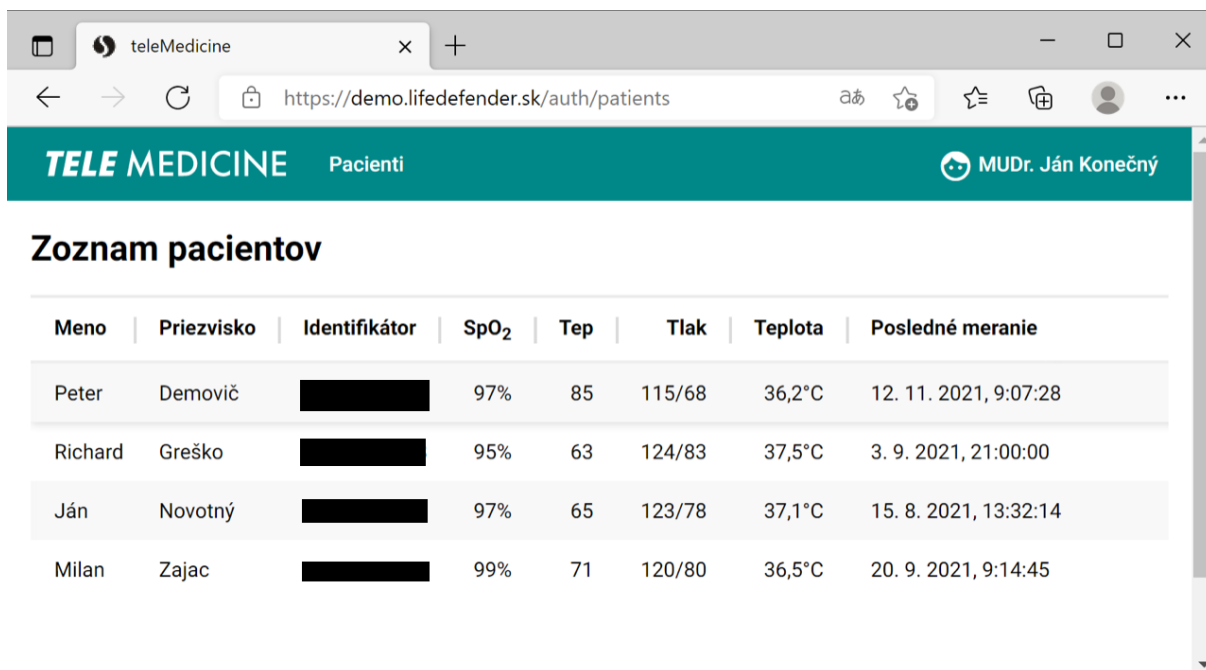 teleMedicine
https://demo.lifedefender.sk/auth/patients
TELE MEDICINE Pacienti MUDr. Ján Konečný
Zoznam pacientov
Meno Priezvisko Identifikátor SpO₂ Tep Tlak Teplota Posledné meranie
Peter Demovič 97% 85 115/68 36,2°C 12. 11. 2021, 9:07:28
Richard Greško 95% 63 124/83 37,5°C 3. 9. 2021, 21:00:00
Ján Novotný 97% 65 123/78 37,1°C 15. 8. 2021, 13:32:14
Milan Zajac 99% 71 120/80 36,5°C 20. 9. 2021, 9:14:45